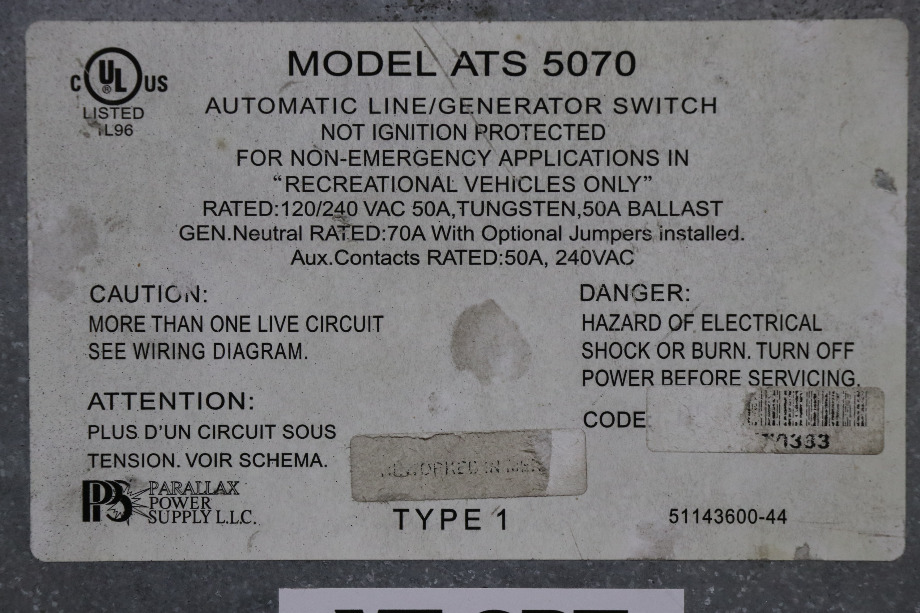 MODEL ATS 5070
C UL US
®
LISTED
1L96
AUTOMATIC LINE/GENERATOR SWITCH
NOT IGNITION PROTECTED
FOR NON-EMERGENCY APPLICATIONS IN
“RECREATIONAL VEHICLES ONLY”
RATED:120/240 VAC 50A,TUNGSTEN,50A BALLAST
GEN.Neutral RATED:70A With Optional Jumpers installed.
Aux.Contacts RATED:50A, 240VAC
CAUTION:
MORE THAN ONE LIVE CIRCUIT
SEE WIRING DIAGRAM.
DANGER:
HAZARD OF ELECTRICAL
SHOCK OR BURN. TURN OFF
POWER BEFORE SERVICING.
ATTENTION:
PLUS D'UN CIRCUIT SOUS
TENSION. VOIR SCHEMA.
CODE
PPS PARALLAX
POWER
SUPPLY L.L.C.
TYPE 1
51143600-44